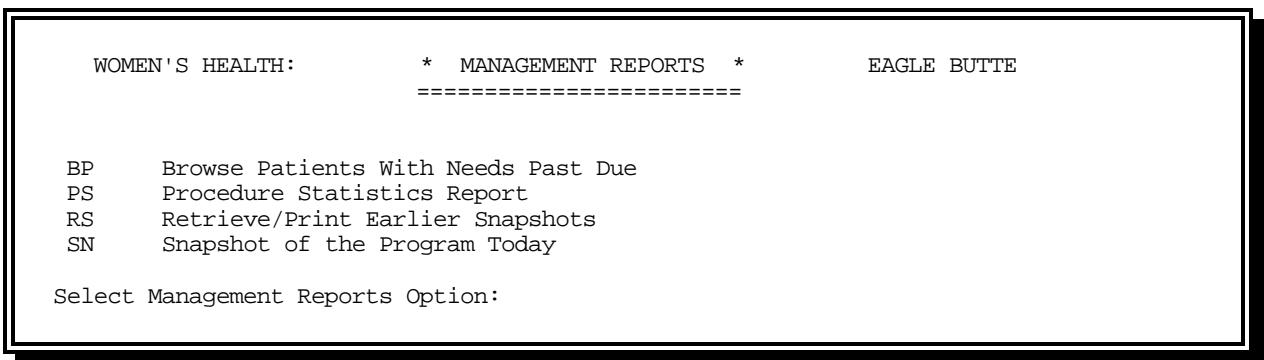 WOMEN'S HEALTH: * MANAGEMENT REPORTS * EAGLE BUTTE
========================
BP Browse Patients With Needs Past Due
PS Procedure Statistics Report
RS Retrieve/Print Earlier Snapshots
SN Snapshot of the Program Today
Select Management Reports Option: